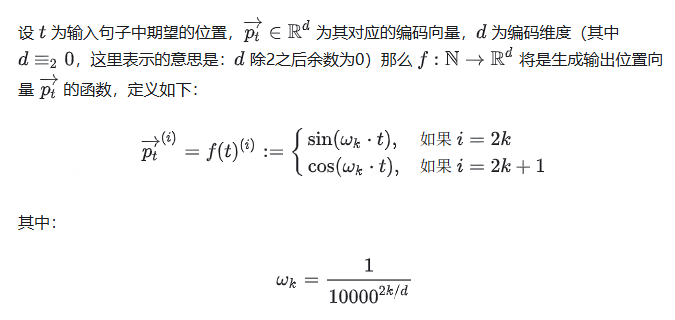 设 t 为输入句子中期望的位置，$\overrightarrow{p_t} \in \mathbb{R}^d$ 为其对应的编码向量，d 为编码维度（其中
$d \equiv_2 0$，这里表示的意思是：d 除2之后余数为0）那么 $f : \mathbb{N} \to \mathbb{R}^d$ 将是生成输出位置向
量 $\overrightarrow{p_t}$ 的函数，定义如下：
$\overrightarrow{p_t}^{(i)} = f(t)^{(i)} := \begin{cases} \sin(\omega_k \cdot t), & \text{如果 } i = 2k \\ \cos(\omega_k \cdot t), & \text{如果 } i = 2k + 1 \end{cases}$
其中：
$\omega_k = \frac{1}{10000^{2k/d}}$